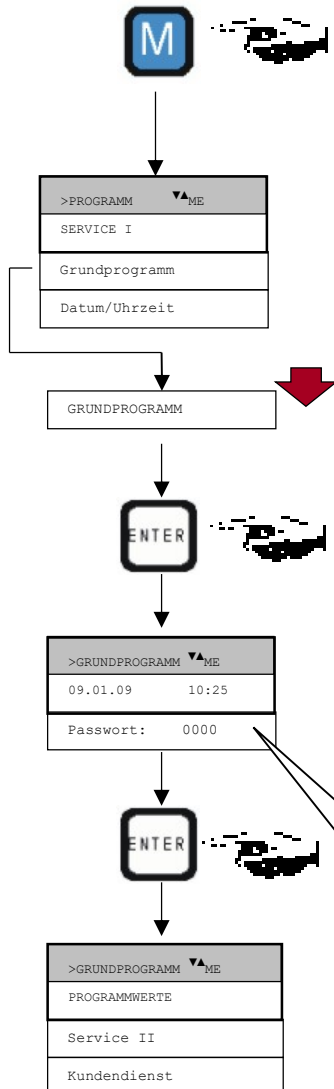 M
>PROGRAMM ▼▲ME
SERVICE I
Grundprogramm
Datum/Uhrzeit
GRUNDPROGRAMM
ENTER
>GRUNDPROGRAMM ▼▲ME
09.01.09 10:25
Passwort: 0000
ENTER
>GRUNDPROGRAMM ▼▲ME
PROGRAMMWERTE
Service II
Kundendienst